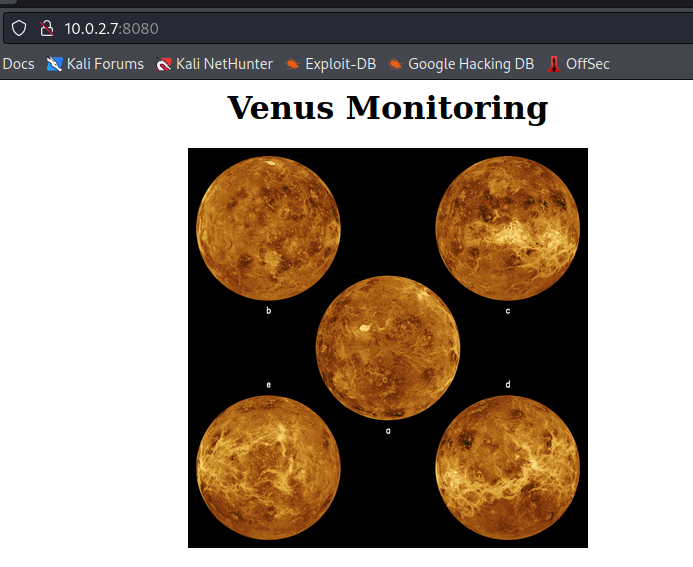 10.0.2.7:8080
Docs Kali Forums Kali NetHunter Exploit-DB Google Hacking DB OffSec
Venus Monitoring
b c
a
e d